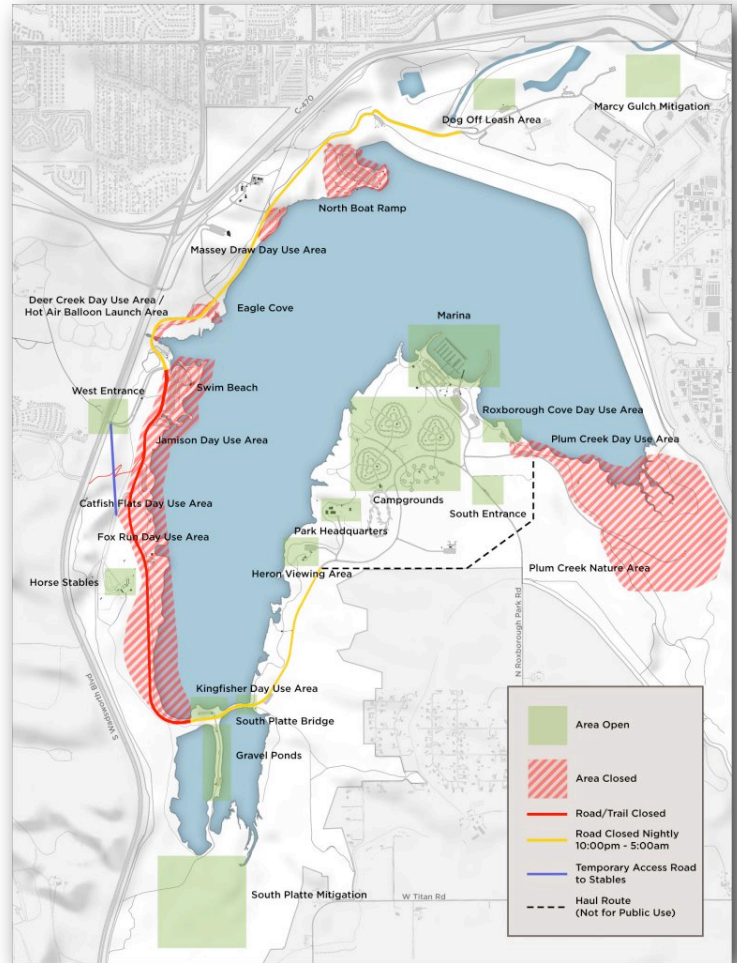 C-470
Marcy Gulch Mitigation
Dog Off Leash Area
North Boat Ramp
Massey Draw Day Use Area
Deer Creek Day Use Area /
Hot Air Balloon Launch Area
Eagle Cove
Marina
West Entrance
Swim Beach
Roxborough Cove Day Use Area
Jamison Day Use Area
Plum Creek Day Use Area
Catfish Flats Day Use Area
Campgrounds
South Entrance
Fox Run Day Use Area
Park Headquarters
Horse Stables
Heron Viewing Area
Plum Creek Nature Area
N Roxborough Park Rd
S Wadsworth Blvd
Kingfisher Day Use Area
South Platte Bridge
Gravel Ponds
South Platte Mitigation
W Titan Rd
Area Open
Area Closed
Road/Trail Closed
Road Closed Nightly
10:00pm - 5:00am
Temporary Access Road
to Stables
Haul Route
(Not for Public Use)